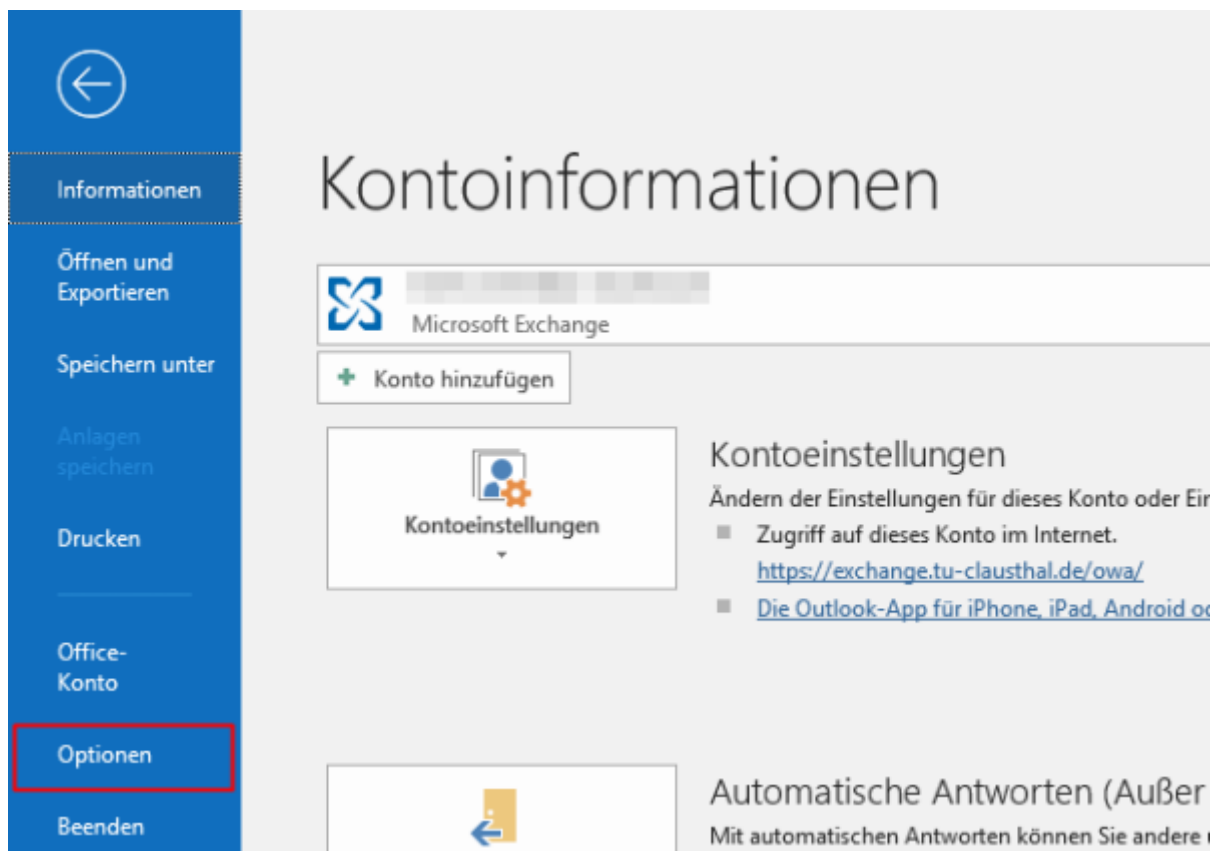 Informationen
Öffnen und
Exportieren
Speichern unter
Anlagen
speichern
Drucken
Office-
Konto
Optionen
Beenden
Kontoinformationen
Microsoft Exchange
Konto hinzufügen
Kontoeinstellungen
Kontoeinstellungen
Ändern der Einstellungen für dieses Konto oder
Zugriff auf dieses Konto im Internet.
https://exchange.tu-clausthal.de/owa/
Die Outlook-App für iPhone, iPad, Android
Automatische Antworten (Außer
Mit automatischen Antworten können Sie andere